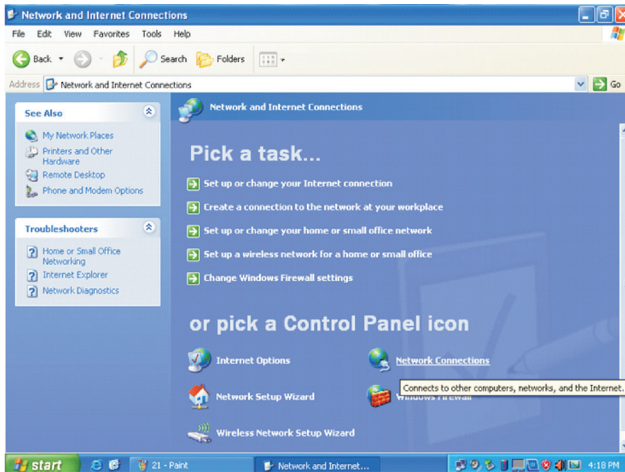 Network and Internet Connections
File Edit View Favorites Tools Help
Back Search Folders
Address Network and Internet Connections Go
See Also
My Network Places
Printers and Other
Hardware
Remote Desktop
Phone and Modem Options
Troubleshooters
Home or Small Office
Networking
Internet Explorer
Network Diagnostics
Network and Internet Connections
Pick a task...
Set up or change your Internet connection
Create a connection to the network at your workplace
Set up or change your home or small office network
Set up a wireless network for a home or small office
Change Windows Firewall settings
or pick a Control Panel icon
Internet Options Network Connections
Connects to other computers, networks, and the Internet.
Network Setup Wizard Windows Firewall
Wireless Network Setup Wizard
start 21 - Paint Network and Internet... 4:18 PM